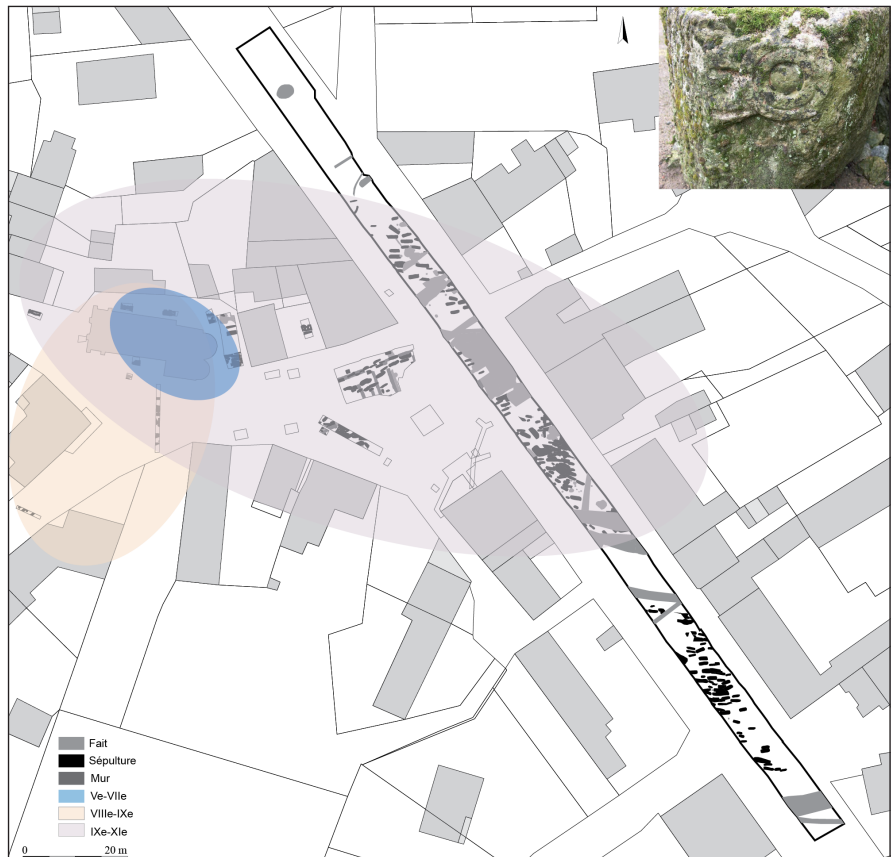 Fait
Sépulture
Mur
Ve-VIIe
VIIIe-IXe
IXe-XIe
0 20 m